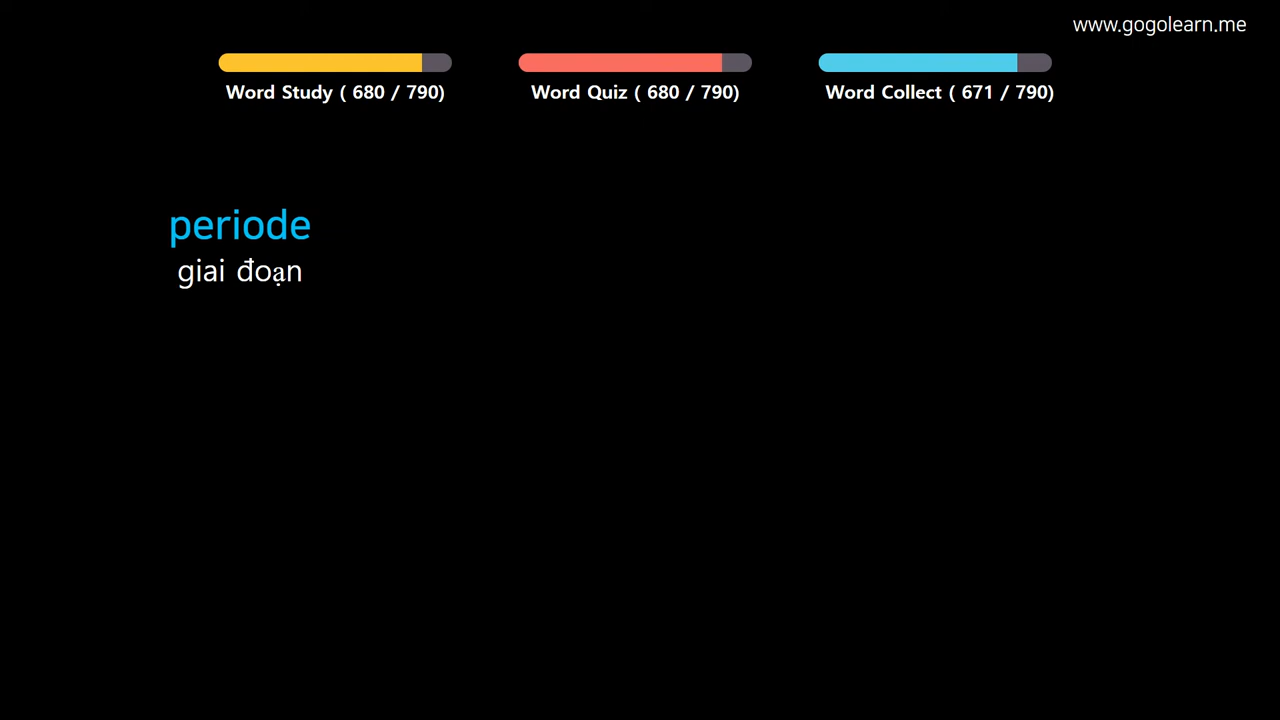 www.gogolearn.me
Word Study ( 680 / 790)
Word Quiz ( 680 / 790)
Word Collect ( 671 / 790)
periode
giai đoạn